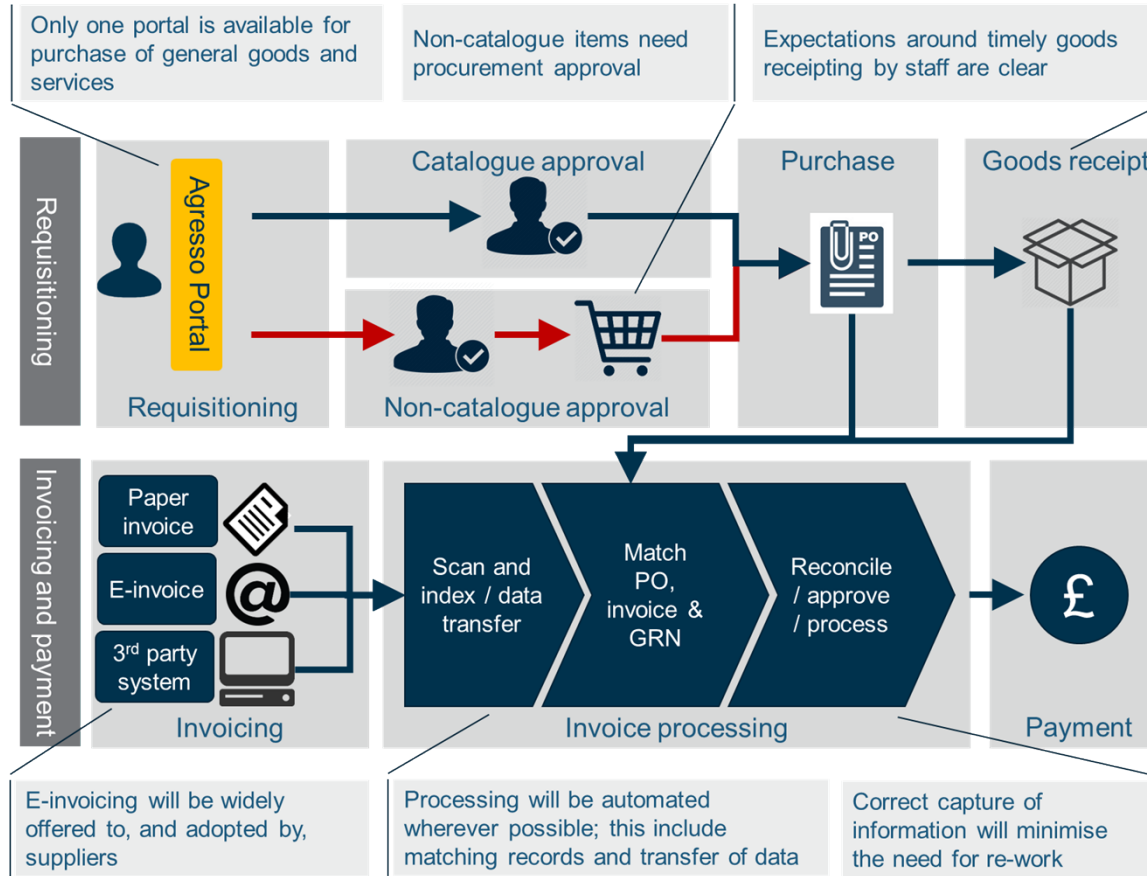 Only one portal is available for
purchase of general goods and
services
Non-catalogue items need
procurement approval
Expectations around timely goods
receipting by staff are clear
Requisitioning
Agresso Portal
Requisitioning
Catalogue approval
Non-catalogue approval
Purchase
PO
Goods receipt
Invoicing and payment
Paper
invoice
E-invoice
@
3rd party
system
Invoicing
Scan and
index / data
transfer
Match
PO,
invoice &
GRN
Reconcile
/ approve
/ process
Invoice processing
£
Payment
E-invoicing will be widely
offered to, and adopted by,
suppliers
Processing will be automated
wherever possible; this include
matching records and transfer of data
Correct capture of
information will minimise
the need for re-work